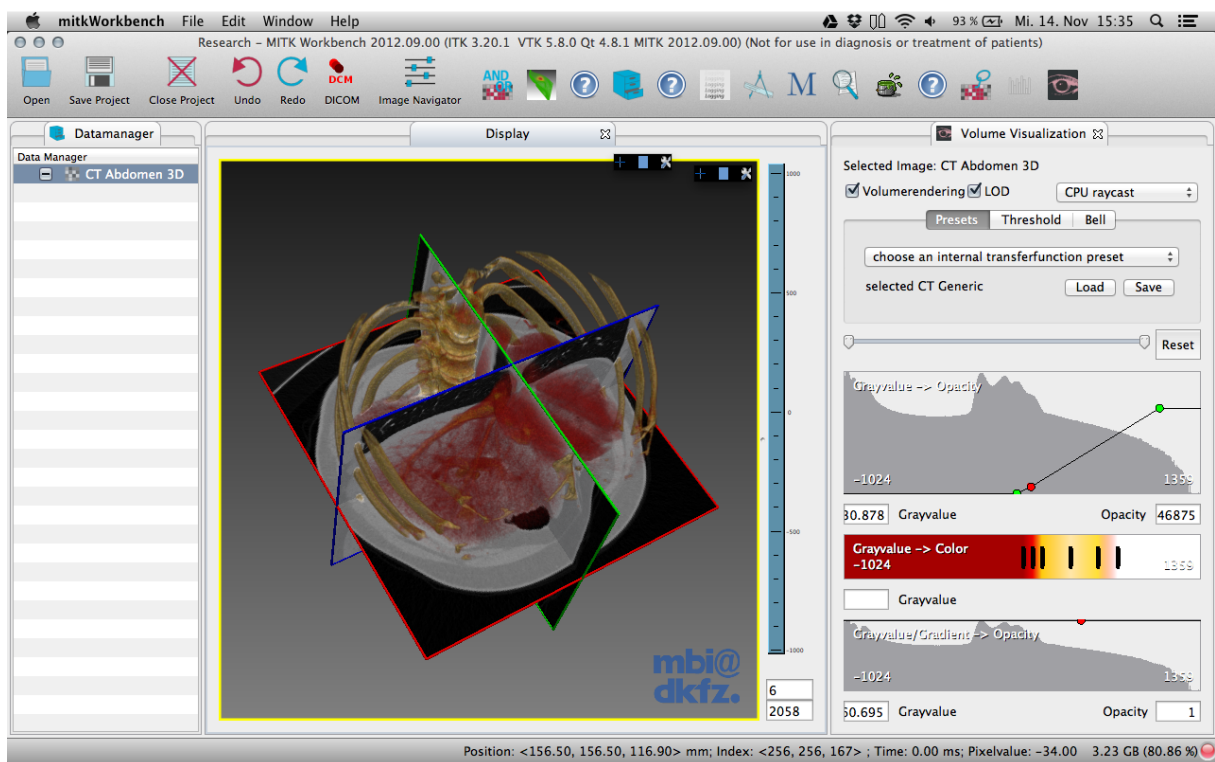 mitkWorkbench File Edit Window Help 93 % Mi. 14. Nov 15:35
Research – MITK Workbench 2012.09.00 (ITK 3.20.1 VTK 5.8.0 Qt 4.8.1 MITK 2012.09.00) (Not for use in diagnosis or treatment of patients)
DCM AND OR M
Open Save Project Close Project Undo Redo DICOM Image Navigator
Datamanager
Display
Volume Visualization
Data Manager
CT Abdomen 3D
1000
500
0
-500
-1000
mbi@
dkfz.
6
2058
Selected Image: CT Abdomen 3D
Volumerendering LOD CPU raycast
Presets Threshold Bell
choose an internal transferfunction preset
selected CT Generic Load Save
Reset
Grayvalue -> Opacity
-1024 1359
30.878 Grayvalue Opacity 46875
Grayvalue -> Color
-1024 1359
Grayvalue
Grayvalue/Gradient -> Opacity
-1024 1359
50.695 Grayvalue Opacity 1
Position: <156.50, 156.50, 116.90> mm; Index: <256, 256, 167> ; Time: 0.00 ms; Pixelvalue: -34.00 3.23 GB (80.86 %)